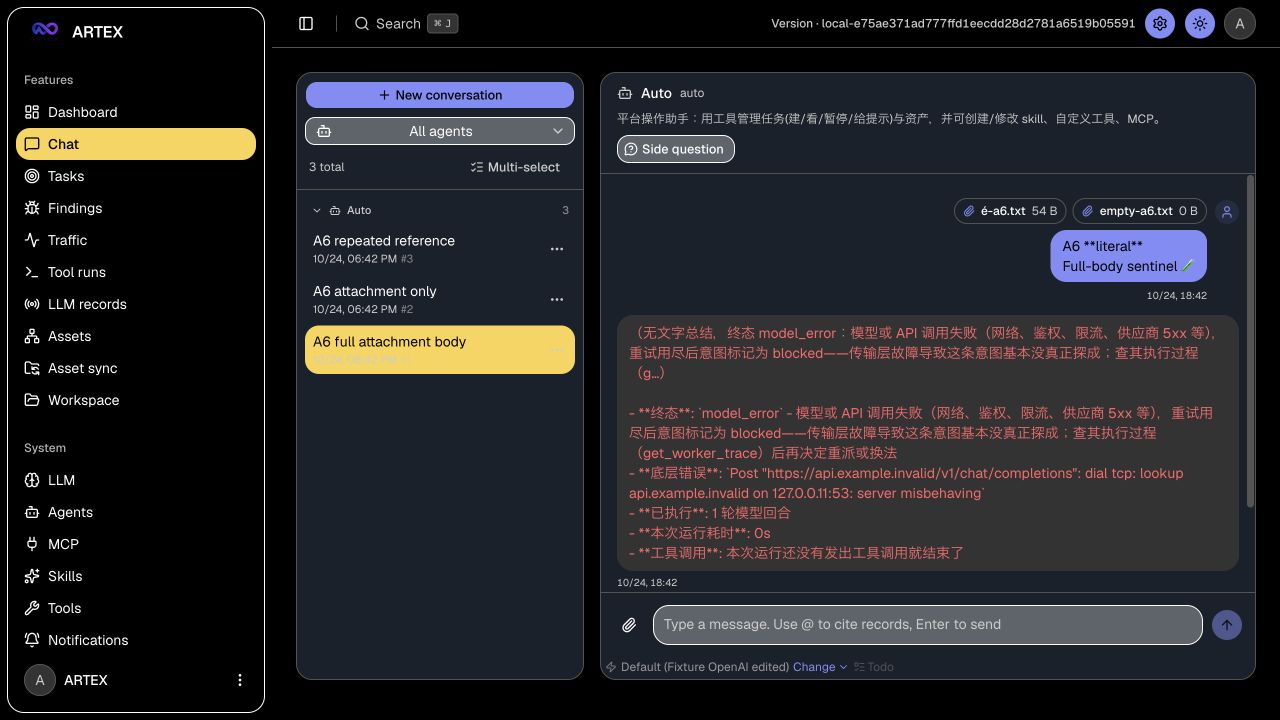 ARTEX
Features
Dashboard
Chat
Tasks
Findings
Traffic
Tool runs
LLM records
Assets
Asset sync
Workspace
System
LLM
Agents
MCP
Skills
Tools
Notifications
A ARTEX
Search ⌘ J
Version · local-e75ae371ad777ffd1eecdd28d2781a6519b05591
A
+ New conversation
All agents
3 total
Multi-select
Auto 3
A6 repeated reference
10/24, 06:42 PM #3
A6 attachment only
10/24, 06:42 PM #2
A6 full attachment body
Auto auto
平台操作助手：用工具管理任务(建/看/暂停/给提示)与资产，并可创建/修改 skill、自定义工具、MCP。
Side question
é-a6.txt 54 B
empty-a6.txt 0 B
A6 **literal**
Full-body sentinel
10/24, 18:42
（无文字总结，终态 model_error：模型或 API 调用失败（网络、鉴权、限流、供应商 5xx 等），
重试用尽后意图标记为 blocked——传输层故障导致这条意图基本没真正探成；查其执行过程
（g…）
- **终态**: `model_error` - 模型或 API 调用失败（网络、鉴权、限流、供应商 5xx 等），重试用
尽后意图标记为 blocked——传输层故障导致这条意图基本没真正探成；查其执行过程
（get_worker_trace）后再决定重派或换法
- **底层错误**: `Post "https://api.example.invalid/v1/chat/completions": dial tcp: lookup
api.example.invalid on 127.0.0.11:53: server misbehaving`
- **已执行**: 1 轮模型回合
- **本次运行耗时**: 0s
- **工具调用**: 本次运行还没有发出工具调用就结束了
10/24, 18:42
Type a message. Use @ to cite records, Enter to send
Default (Fixture OpenAI edited) Change Todo